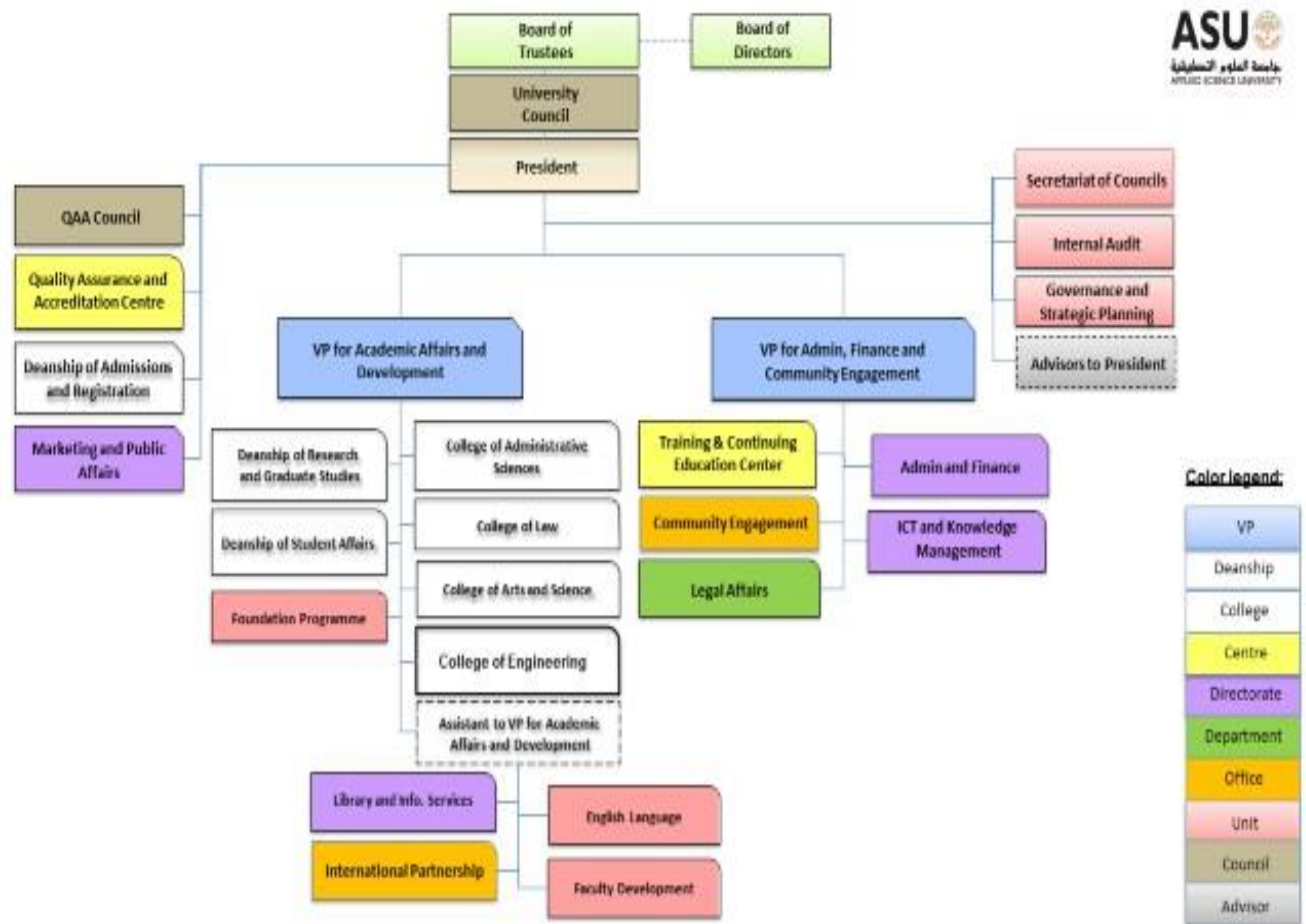 Board of
Trustees
Board of
Directors
ASU
جامعة العلوم التطبيقية
APPLIED SCIENCE UNIVERSITY
University
Council
President
QAA Council
Quality Assurance and
Accreditation Centre
Deanship of Admissions
and Registration
Marketing and Public
Affairs
Secretariat of Councils
Internal Audit
Governance and
Strategic Planning
Advisors to President
VP for Academic Affairs and
Development
VP for Admin, Finance and
Community Engagement
Deanship of Research
and Graduate Studies
Deanship of Student Affairs
Foundation Programme
College of Administrative
Sciences
College of Law
College of Arts and Science
College of Engineering
Assistant to VP for Academic
Affairs and Development
Training & Continuing
Education Center
Community Engagement
Legal Affairs
Admin and Finance
ICT and Knowledge
Management
Library and Info. Services
International Partnership
English Language
Faculty Development
Color legend:
VP
Deanship
College
Centre
Directorate
Department
Office
Unit
Council
Advisor